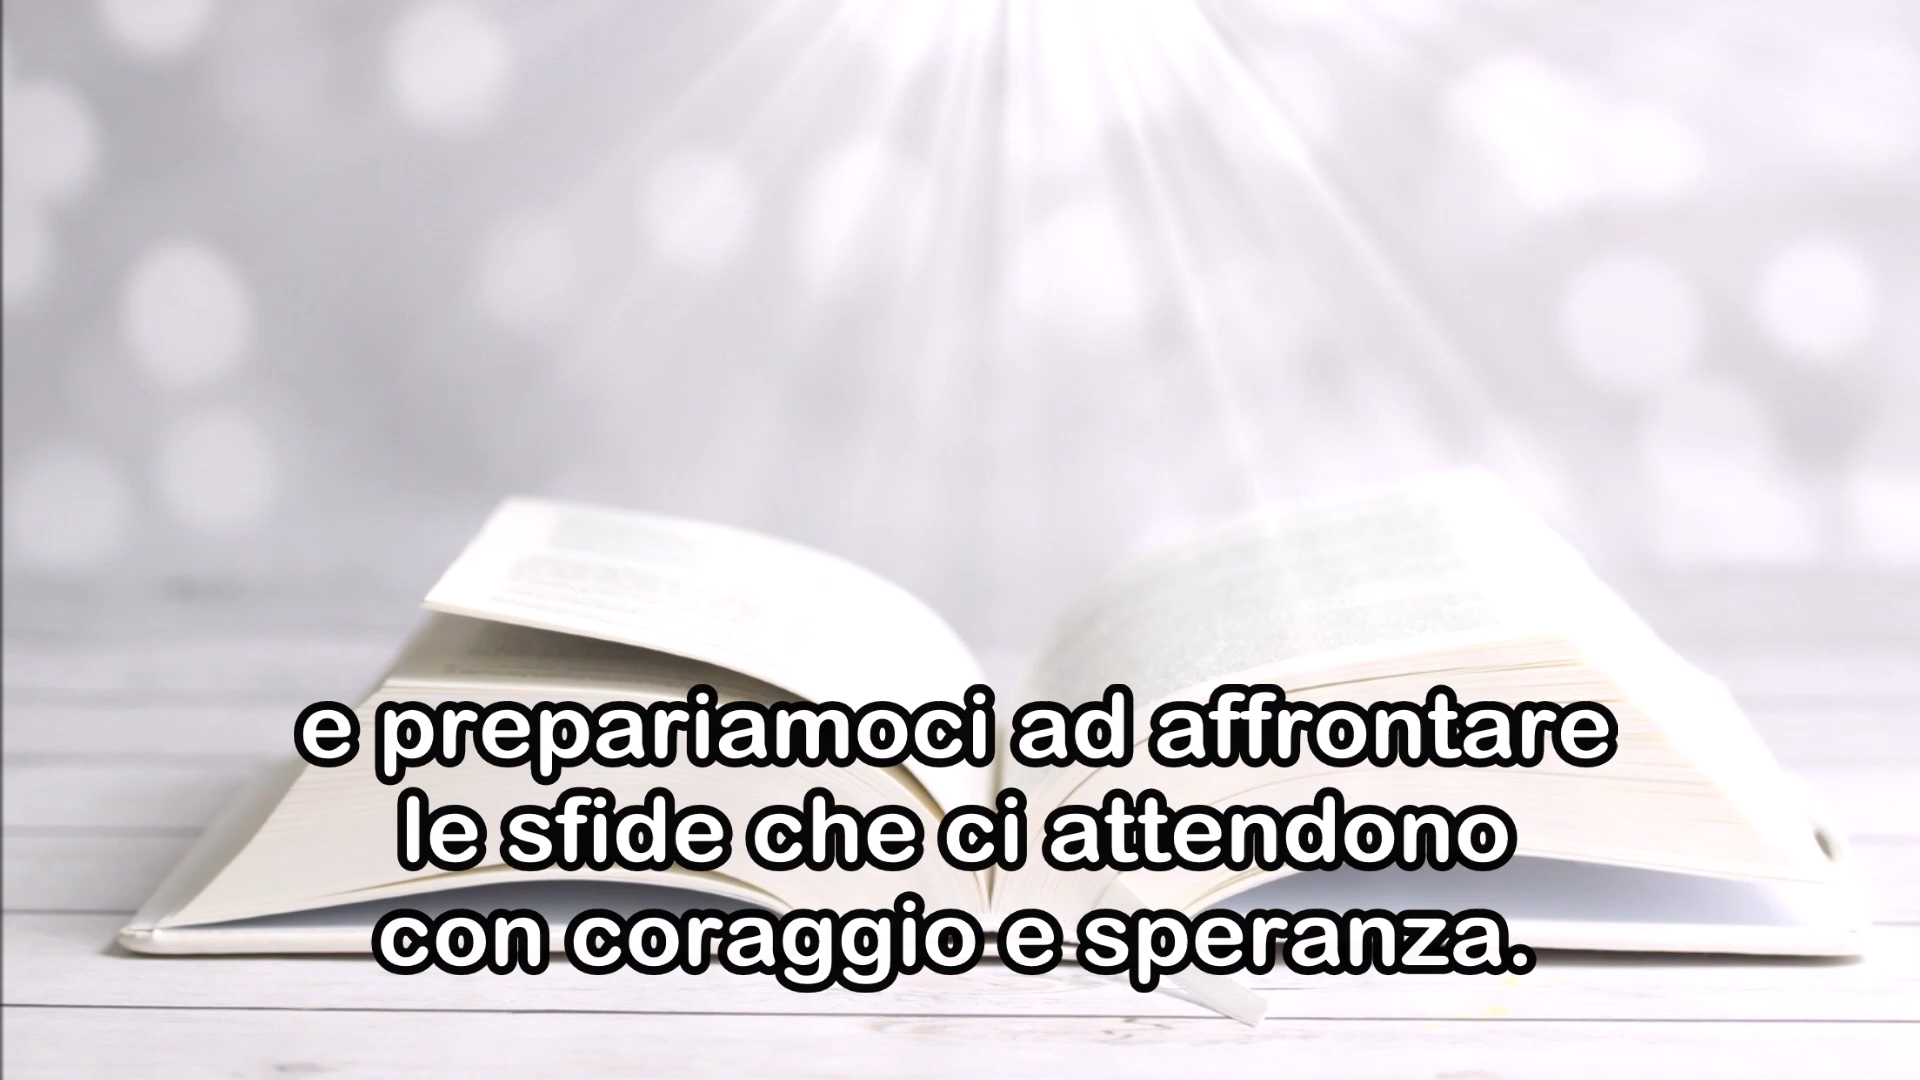 e prepariamoci ad affrontare
le sfide che ci attendono
con coraggio e speranza.